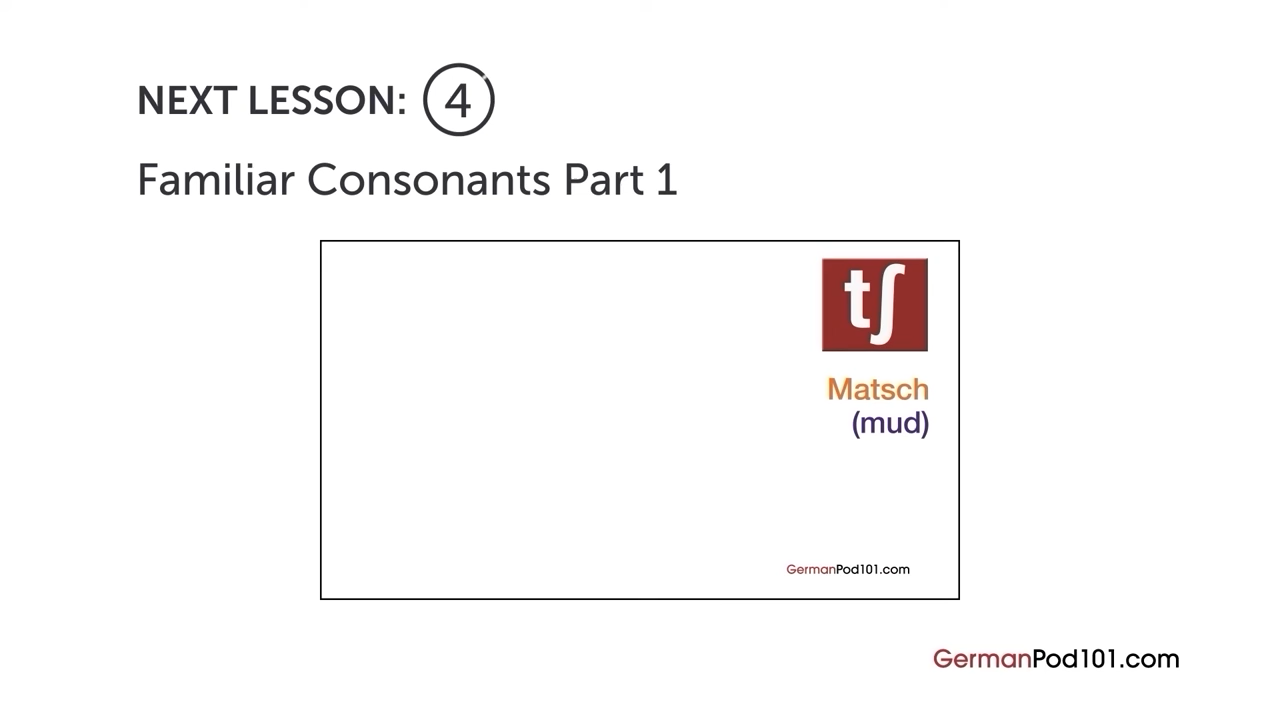 NEXT LESSON: 4
Familiar Consonants Part 1
tʃ
Matsch
(mud)
GermanPod101.com
GermanPod101.com